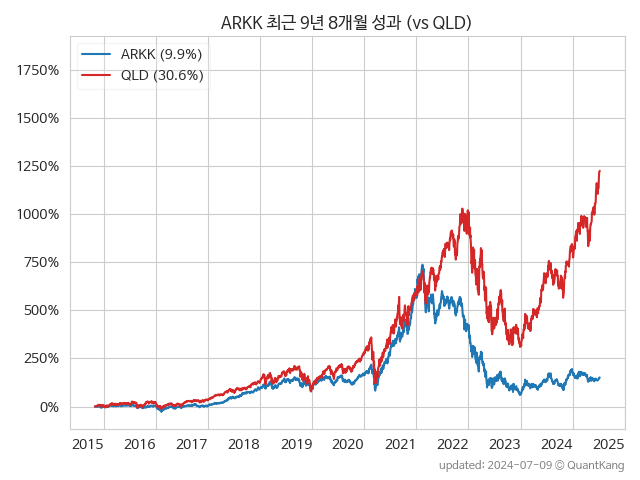 ARKK 최근 9년 8개월 성과 (vs QLD)
ARKK (9.9%)
QLD (30.6%)
1750%
1500%
1250%
1000%
750%
500%
250%
0%
2015 2016 2017 2018 2019 2020 2021 2022 2023 2024 2025
updated: 2024-07-09 © QuantKang